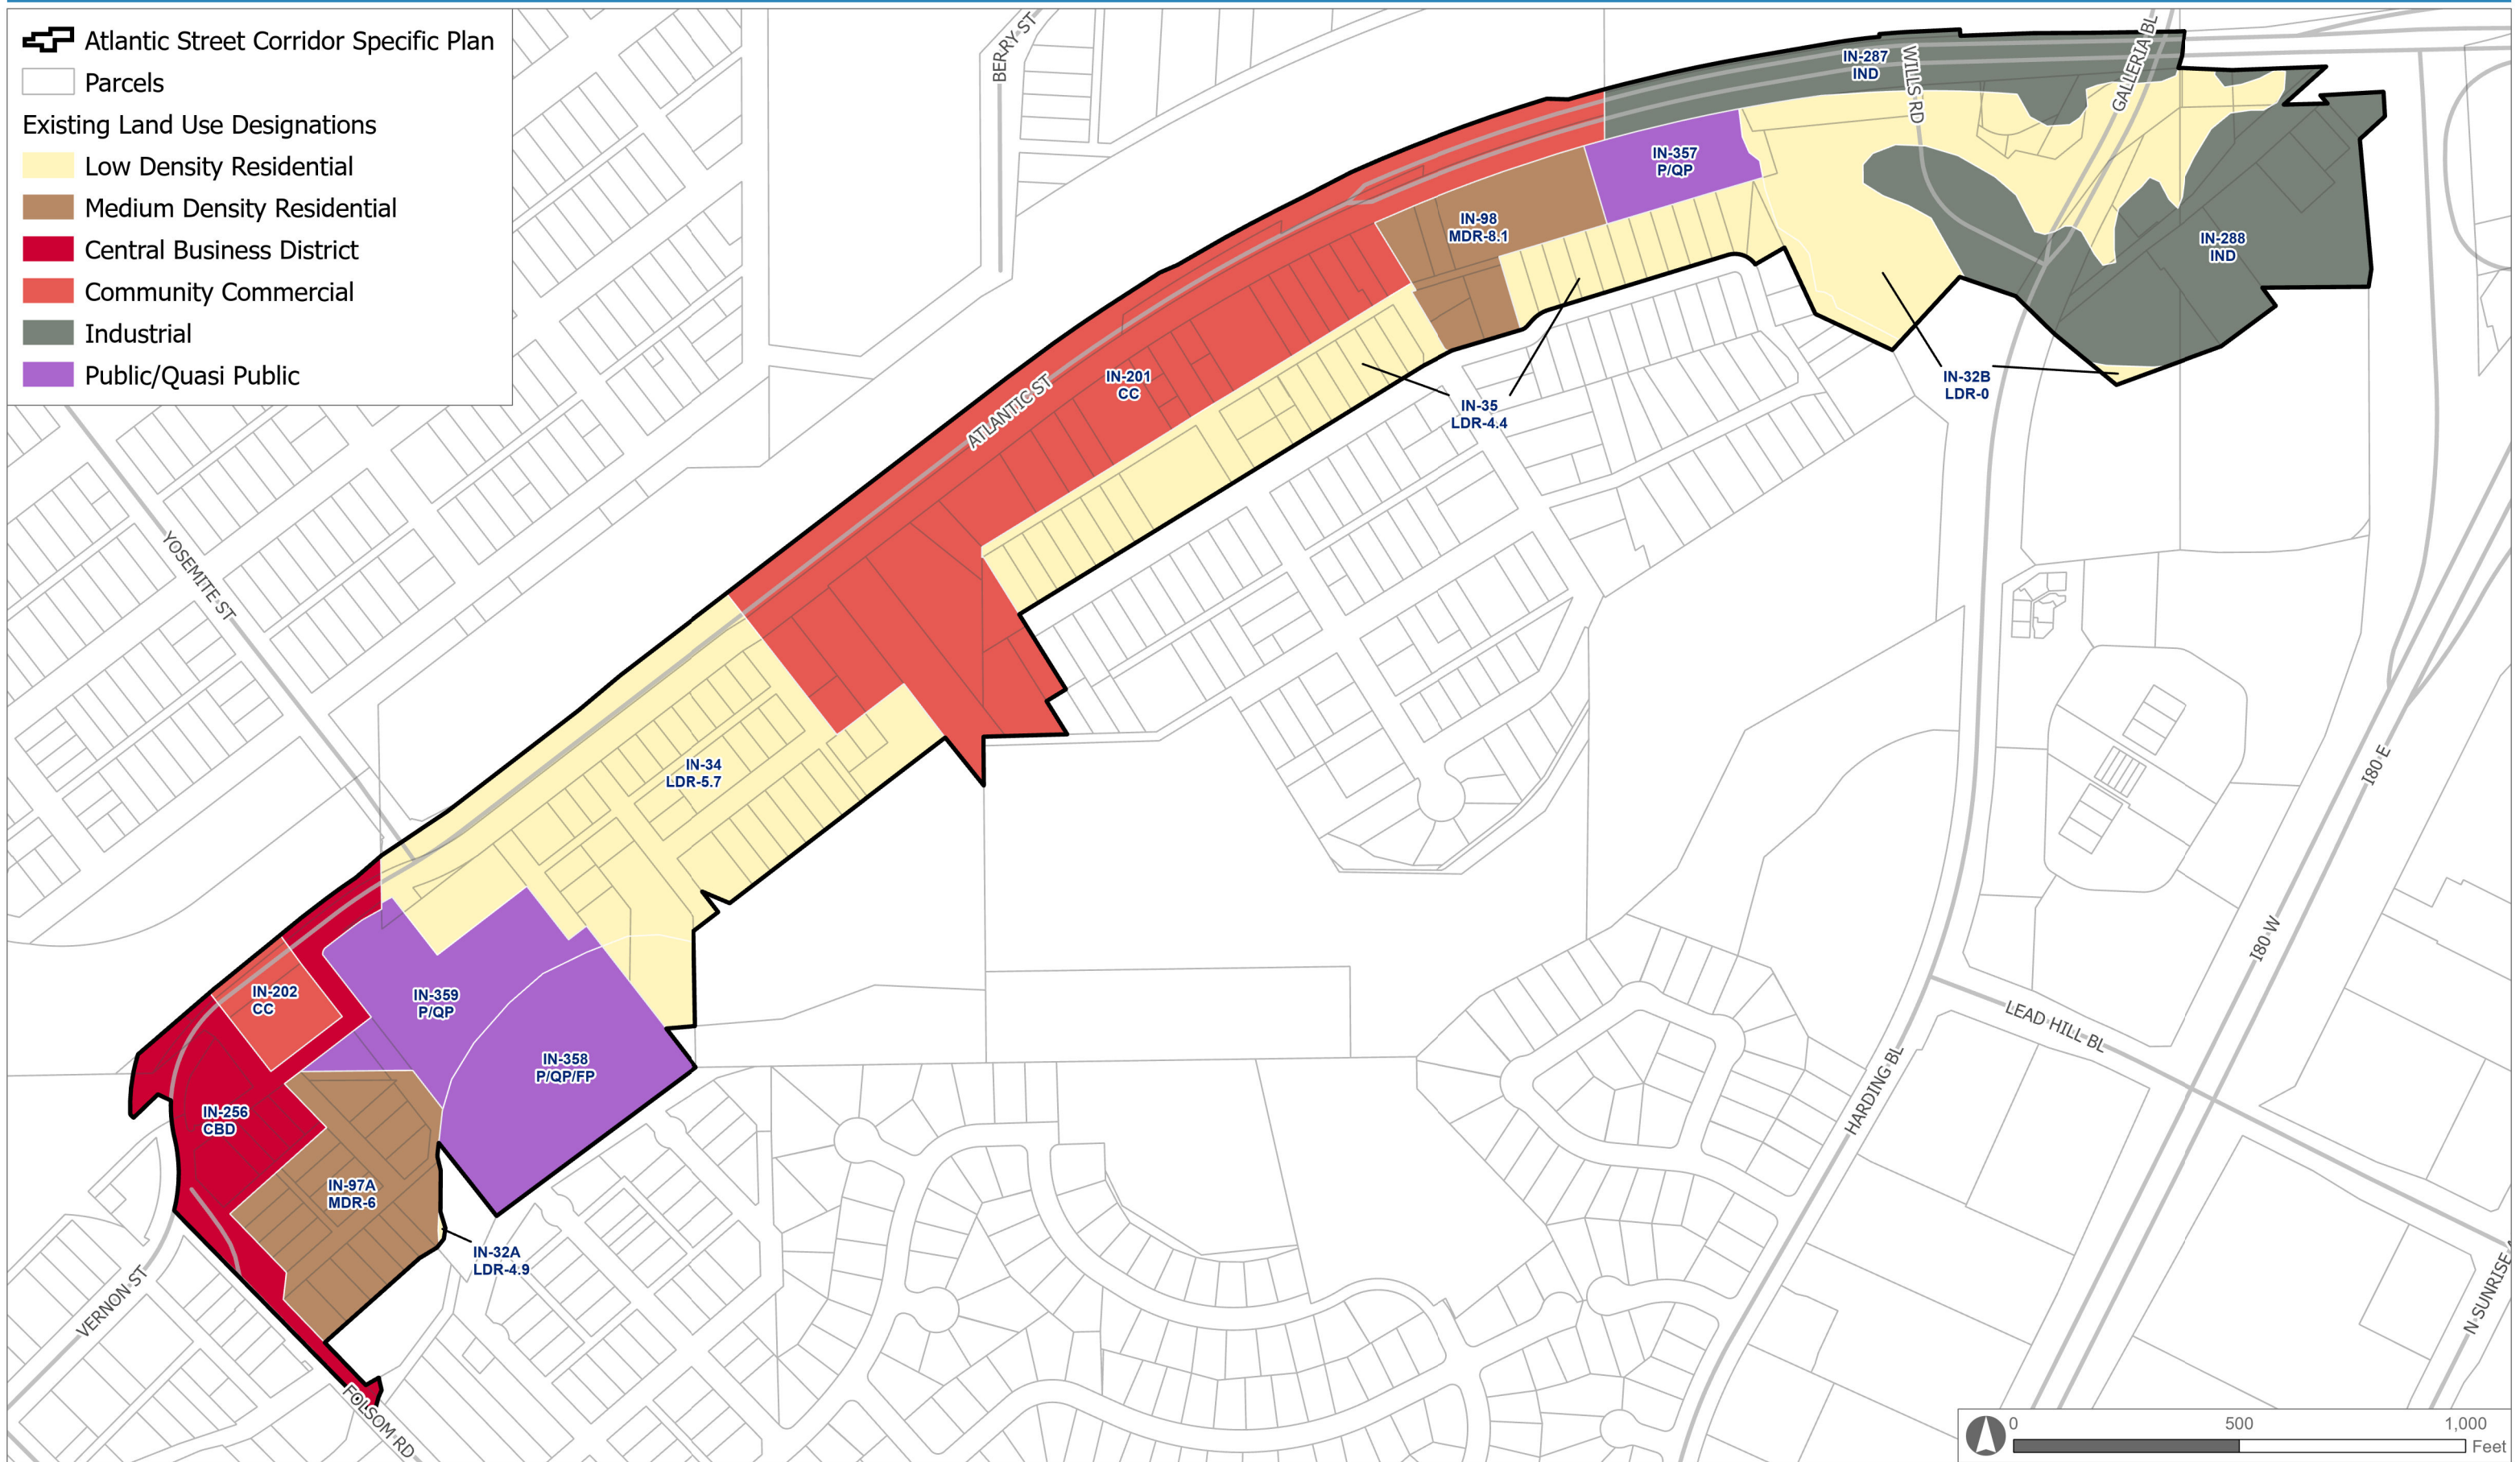 Atlantic Street Corridor Specific Plan
Parcels
Existing Land Use Designations
Low Density Residential
Medium Density Residential
Central Business District
Community Commercial
Industrial
Public/Quasi Public
BERRY ST
GALLERIA BL
WILLS RD
IN-287
IND
IN-357
P/QP
IN-98
MDR-8.1
IN-288
IND
IN-201
CC
ATLANTIC ST
IN-35
LDR-4.4
IN-32B
LDR-0
YOSEMITE ST
IN-34
LDR-5.7
I80 E
I80 W
IN-202
CC
IN-359
P/QP
IN-358
P/QP/FP
LEAD HILL BL
HARDING BL
IN-256
CBD
IN-97A
MDR-6
IN-32A
LDR-4.9
VERNON ST
FOLSOM RD
N SUNRISE
0 500 1,000
Feet